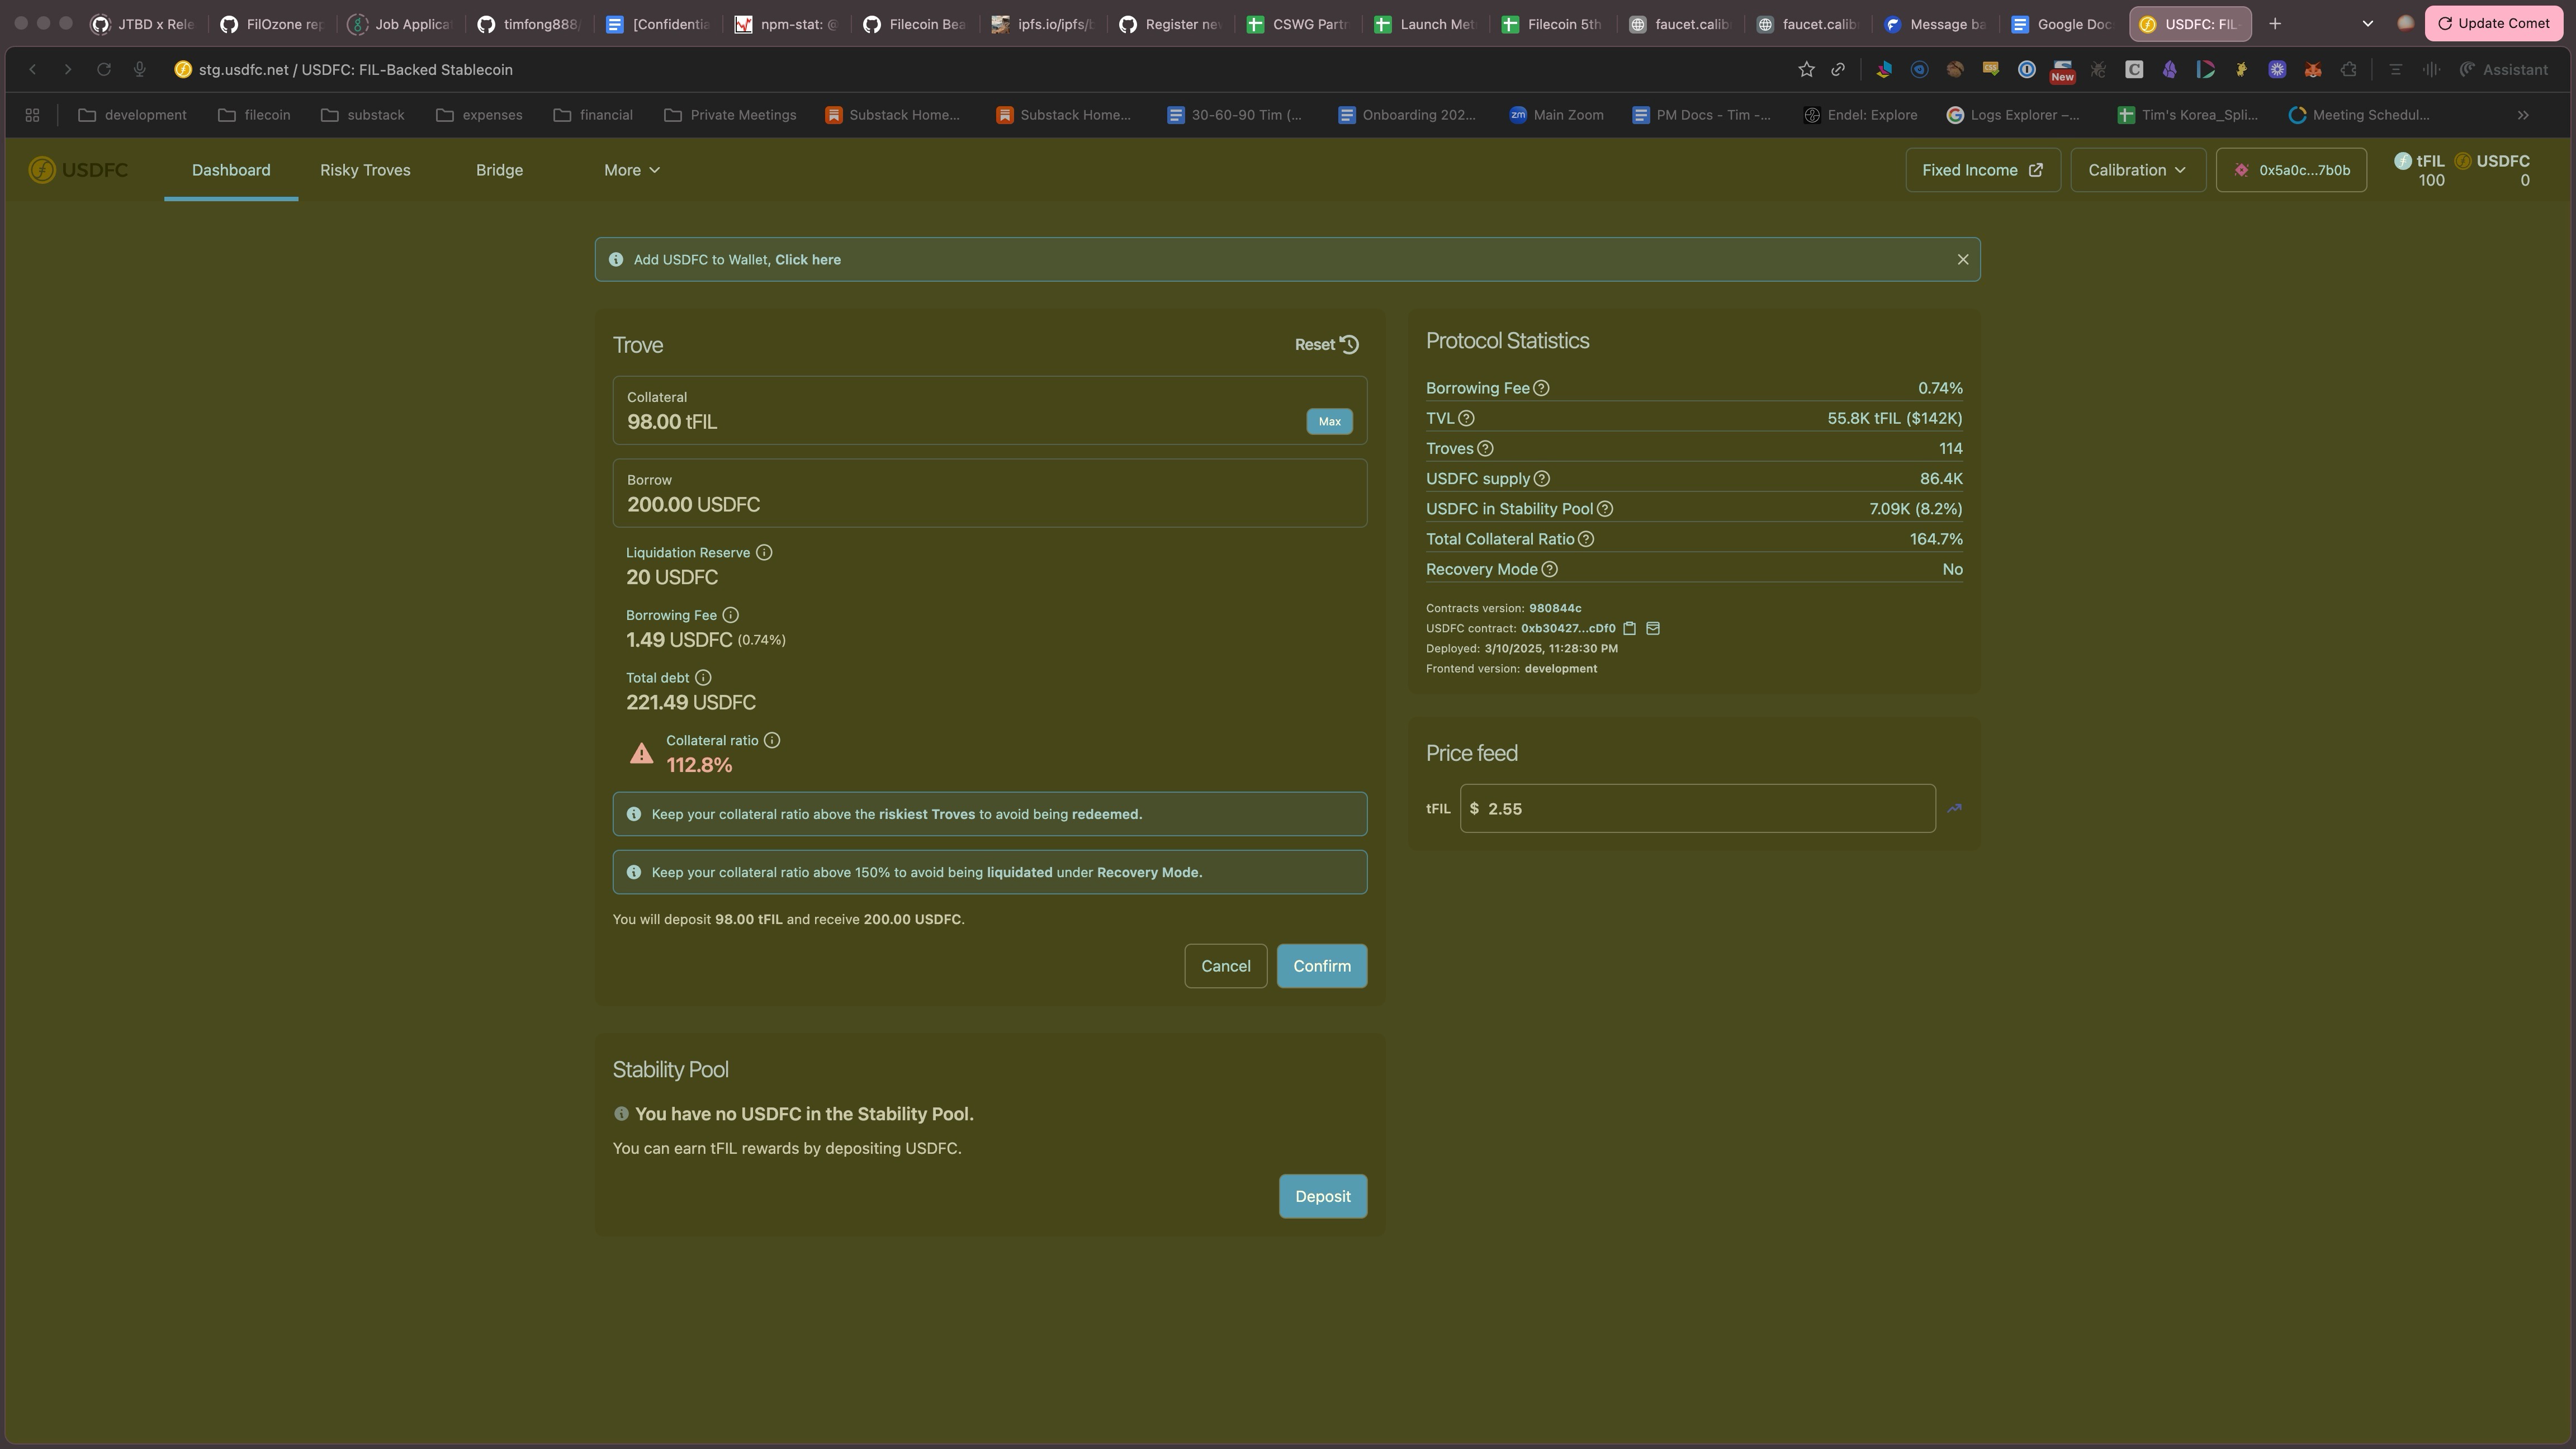 JTBD x Rele
FilOzone rep
Job Applica
timfong888/
[Confidentia
npm-stat: @
Filecoin Bea
ipfs.io/ipfs/b
Register nev
CSWG Partn
Launch Met
Filecoin 5th
faucet.calib
faucet.calib
Message ba
Google Doc
USDFC: FIL-
Update Comet
stg.usdfc.net / USDFC: FIL-Backed Stablecoin
New
Assistant
development
filecoin
substack
expenses
financial
Private Meetings
Substack Home...
Substack Home...
30-60-90 Tim (...
Onboarding 202...
zm Main Zoom
PM Docs - Tim -...
Endel: Explore
Logs Explorer –...
Tim's Korea_Spli...
Meeting Schedul...
USDFC
Dashboard
Risky Troves
Bridge
More
Fixed Income
Calibration
0x5a0c...7b0b
tFIL
100
USDFC
0
Add USDFC to Wallet, Click here
Trove
Reset
Collateral
98.00 tFIL
Max
Borrow
200.00 USDFC
Liquidation Reserve
20 USDFC
Borrowing Fee
1.49 USDFC (0.74%)
Total debt
221.49 USDFC
Collateral ratio
112.8%
Keep your collateral ratio above the riskiest Troves to avoid being redeemed.
Keep your collateral ratio above 150% to avoid being liquidated under Recovery Mode.
You will deposit 98.00 tFIL and receive 200.00 USDFC.
Cancel
Confirm
Stability Pool
You have no USDFC in the Stability Pool.
You can earn tFIL rewards by depositing USDFC.
Deposit
Protocol Statistics
Borrowing Fee 0.74%
TVL 55.8K tFIL ($142K)
Troves 114
USDFC supply 86.4K
USDFC in Stability Pool 7.09K (8.2%)
Total Collateral Ratio 164.7%
Recovery Mode No
Contracts version: 980844c
USDFC contract: 0xb30427...cDf0
Deployed: 3/10/2025, 11:28:30 PM
Frontend version: development
Price feed
tFIL $ 2.55